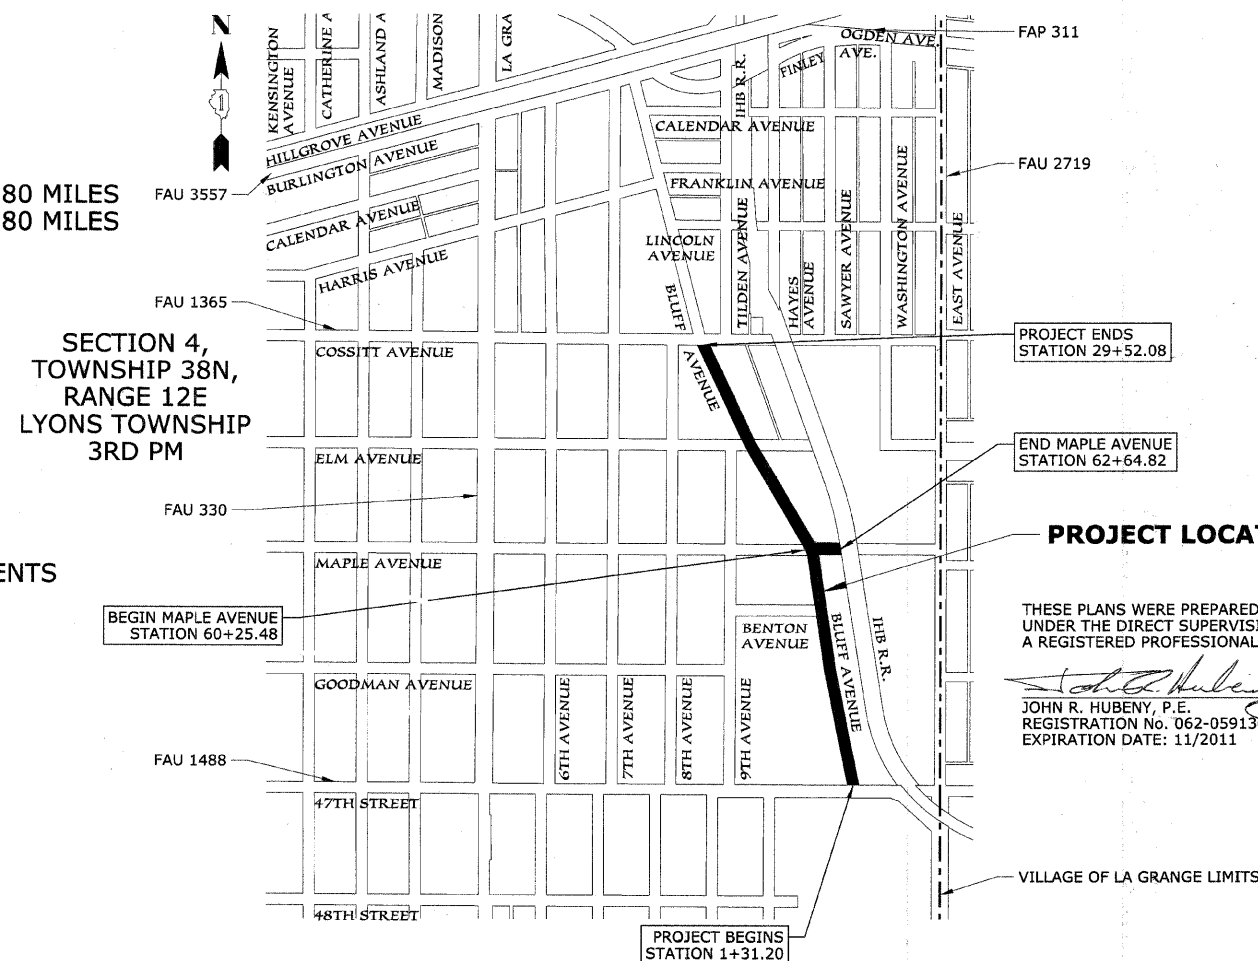 N
KENSINGTON
AVENUE
CATHERINE A
ASHLAND A
MADISON
LA GRA
IHB R.R.
OGDEN AVE.
AVE.
FINLEY
FAP 311
HILLGROVE AVENUE
BURLINGTON AVENUE
CALENDAR AVENUE
FAU 2719
80 MILES
80 MILES
FAU 3557
FRANKLIN AVENUE
CALENDAR AVENUE
HARRIS AVENUE
LINCOLN
AVENUE
BLUFF
AVENUE
TILDEN AVENUE
HAYES
AVENUE
SAWYER AVENUE
WASHINGTON AVENUE
EAST AVENUE
FAU 1365
SECTION 4,
TOWNSHIP 38N,
RANGE 12E
LYONS TOWNSHIP
3RD PM
COSSITT AVENUE
PROJECT ENDS
STATION 29+52.08
ELM AVENUE
END MAPLE AVENUE
STATION 62+64.82
FAU 330
PROJECT LOCAT
ENTS
MAPLE AVENUE
BEGIN MAPLE AVENUE
STATION 60+25.48
BENTON
AVENUE
BLUFF AVENUE
IHB R.R.
THESE PLANS WERE PREPARED
UNDER THE DIRECT SUPERVISI
A REGISTERED PROFESSIONAL
JOHN R. HUBENY, P.E.
REGISTRATION No. 062-05913
EXPIRATION DATE: 11/2011
GOODMAN AVENUE
6TH AVENUE
7TH AVENUE
8TH AVENUE
9TH AVENUE
FAU 1488
47TH STREET
VILLAGE OF LA GRANGE LIMITS
48TH STREET
PROJECT BEGINS
STATION 1+31.20